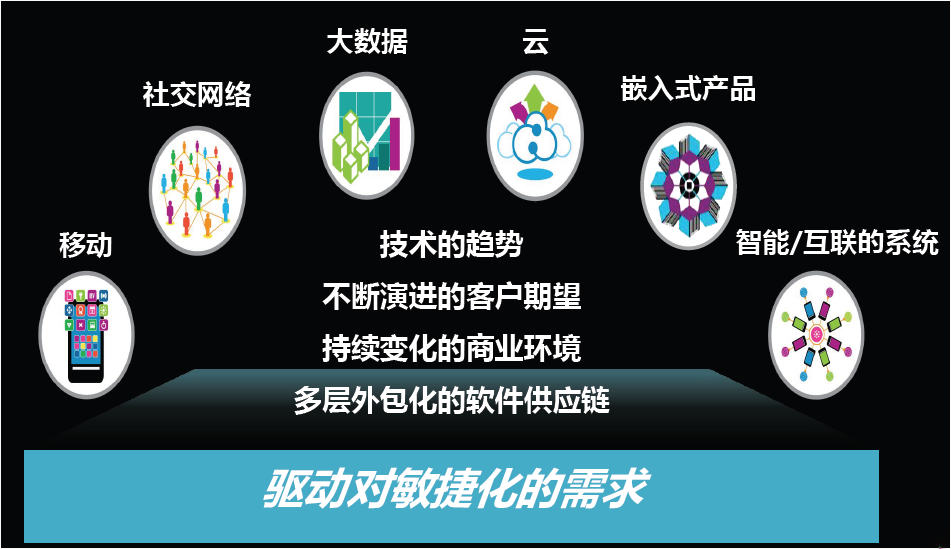 大数据
云
社交网络
嵌入式产品
移动
技术的趋势
智能/互联的系统
不断演进的客户期望
持续变化的商业环境
多层外包化的软件供应链
驱动对敏捷化的需求